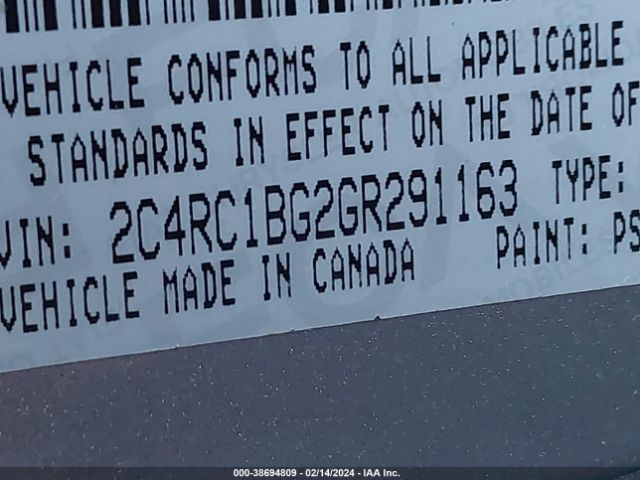 VEHICLE CONFORMS TO ALL APPLICABLE
STANDARDS IN EFFECT ON THE DATE OF
VIN: 2C4RC1BG2GR291163 TYPE:
VEHICLE MADE IN CANADA PAINT: PS
000-38694809 - 02/14/2024 - IAA Inc.